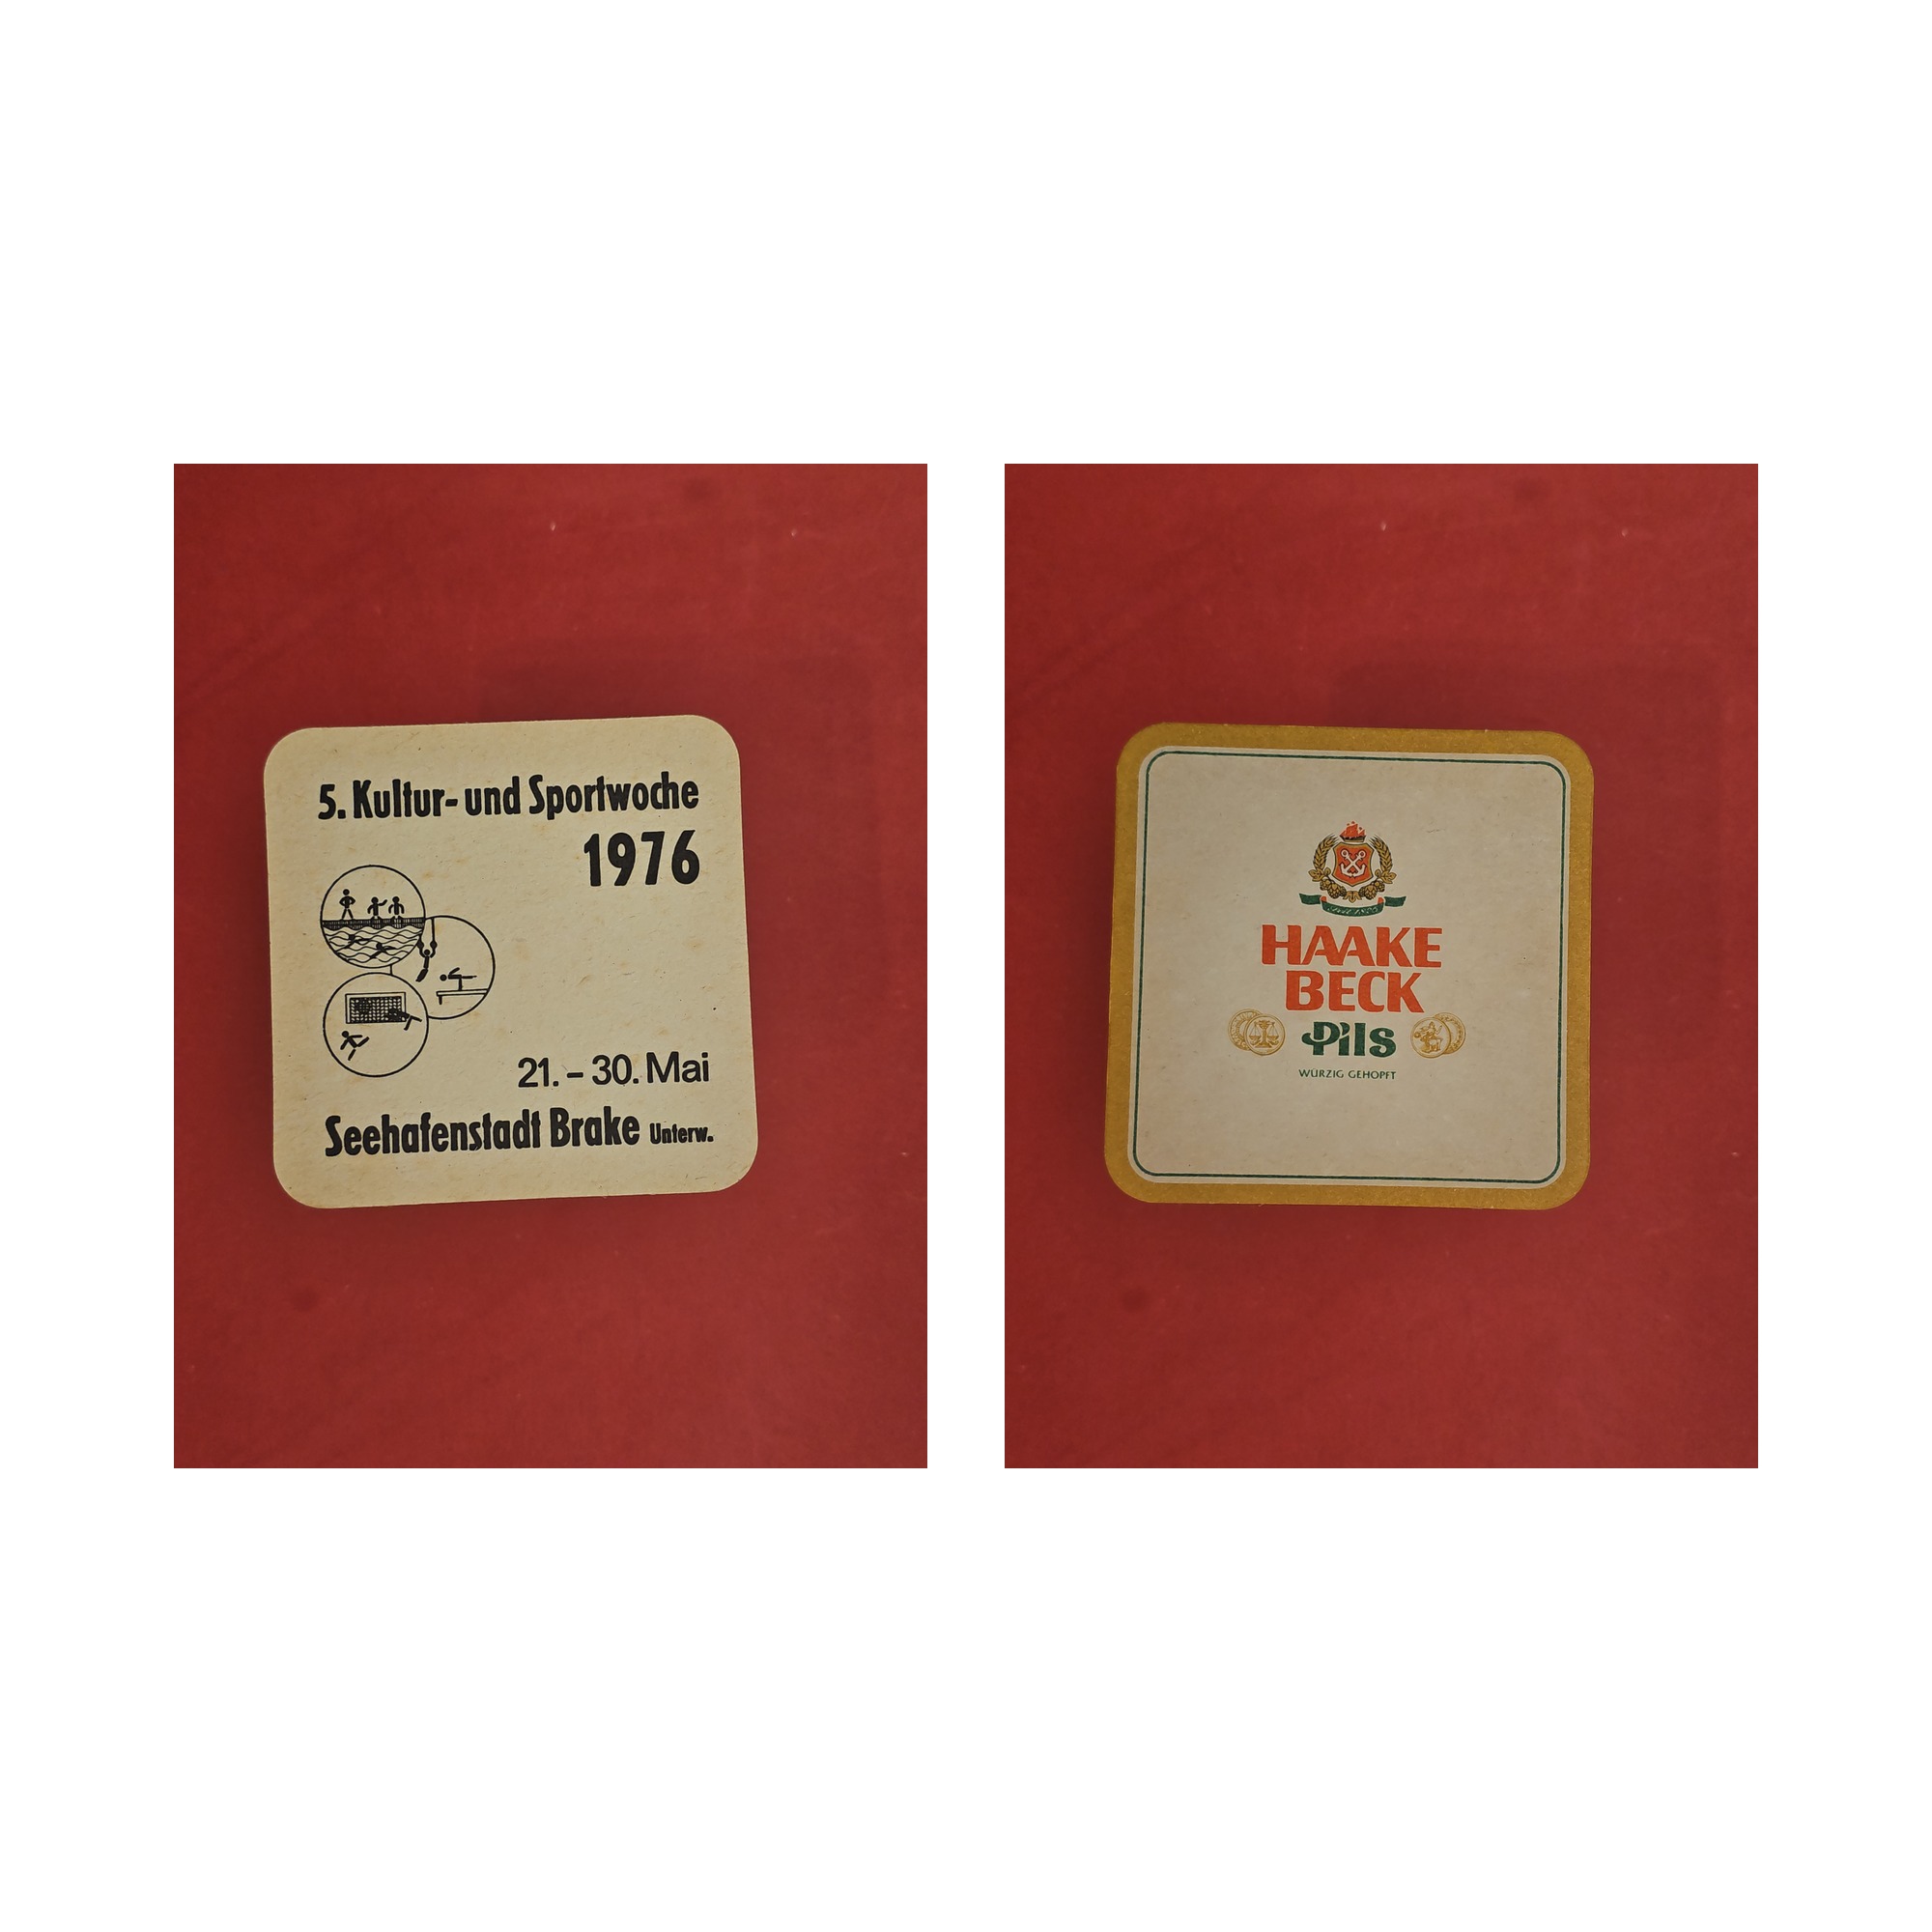 5. Kultur- und Sportwoche
1976
21. – 30. Mai
Seehafenstadt Brake Unterw.
HAAKE
BECK
Pils
WÜRZIG GEHOPFT